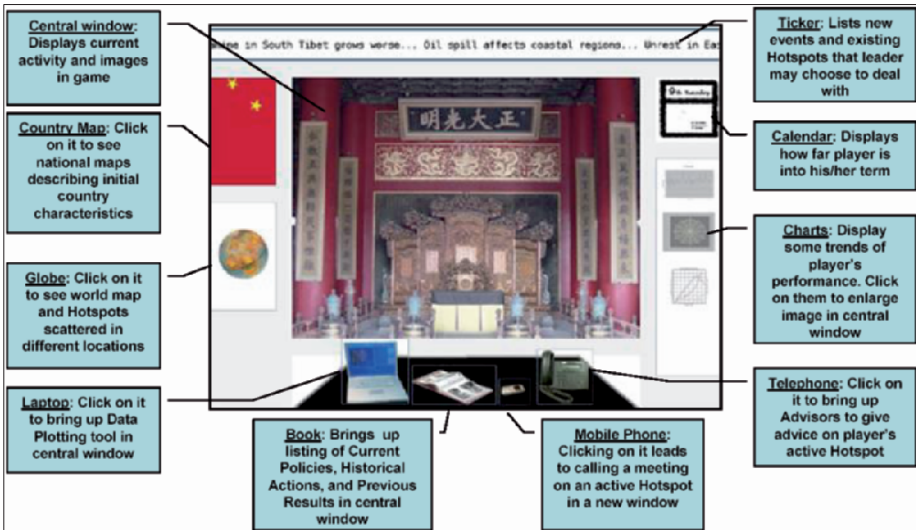 Central window:
Displays current
activity and images
in game
Country Map: Click
on it to see
national maps
describing initial
country
characteristics
Globe: Click on it
to see world map
and Hotspots
scattered in
different locations
Laptop: Click on it
to bring up Data
Plotting tool in
central window
mine in South Tibet grows worse... Oil spill affects coastal regions... Unrest in Eas
正大光明
Book: Brings up
listing of Current
Policies, Historical
Actions, and Previous
Results in central
window
Mobile Phone:
Clicking on it leads
to calling a meeting
on an active Hotspot
in a new window
Ticker: Lists new
events and existing
Hotspots that leader
may choose to deal
with
Calendar: Displays
how far player is
into his/her term
Charts: Display
some trends of
player's
performance. Click
on them to enlarge
image in central
window
Telephone: Click on
it to bring up
Advisors to give
advice on player's
active Hotspot